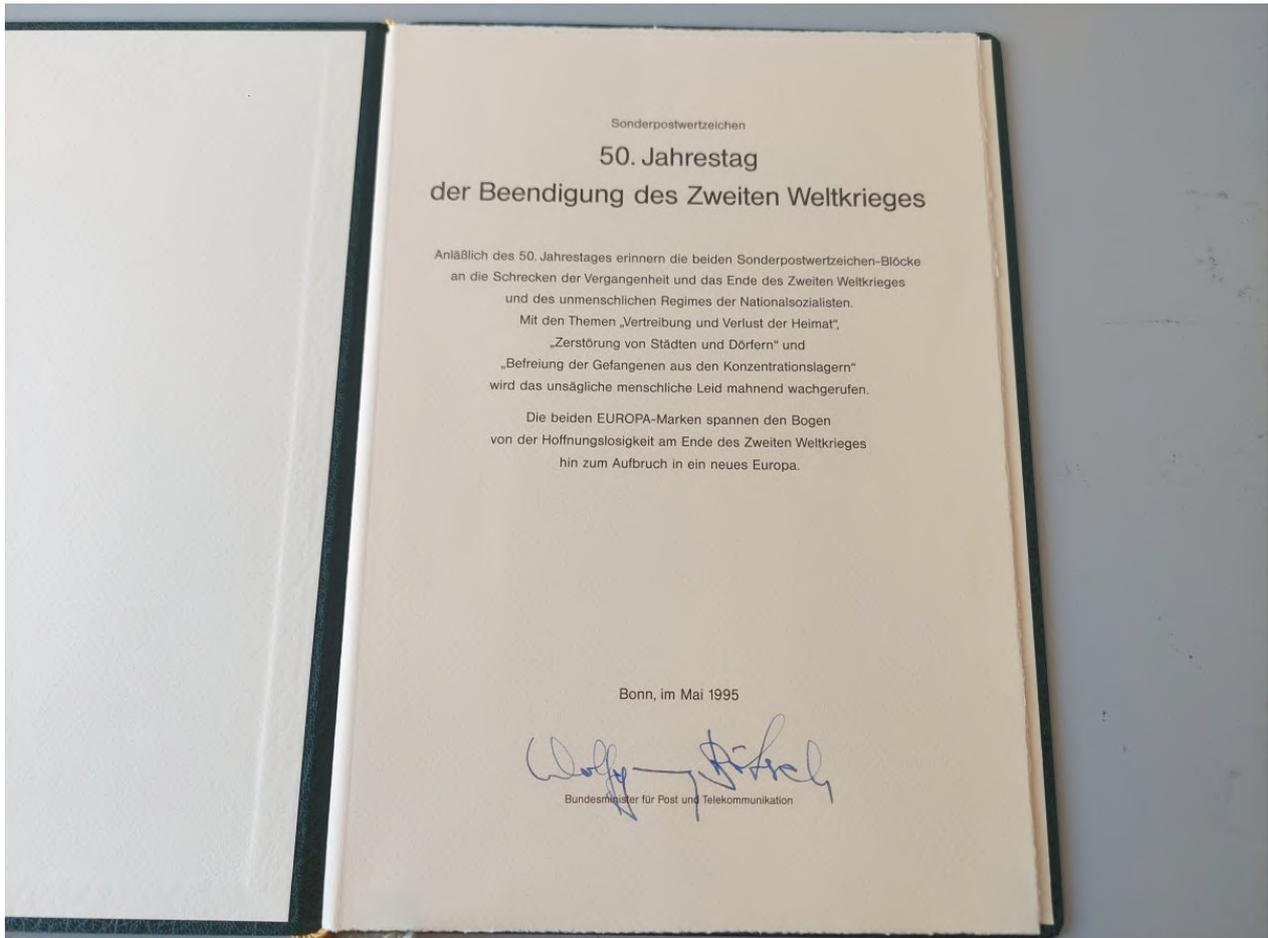 Sonderpostwertzeichen
50. Jahrestag
der Beendigung des Zweiten Weltkrieges
Anläßlich des 50. Jahrestages erinnern die beiden Sonderpostwertzeichen-Blöcke
an die Schrecken der Vergangenheit und das Ende des Zweiten Weltkrieges
und des unmenschlichen Regimes der Nationalsozialisten.
Mit den Themen „Vertreibung und Verlust der Heimat“,
„Zerstörung von Städten und Dörfern“ und
„Befreiung der Gefangenen aus den Konzentrationslagern“
wird das unsägliche menschliche Leid mahnend wachgerufen.
Die beiden EUROPA-Marken spannen den Bogen
von der Hoffnungslosigkeit am Ende des Zweiten Weltkrieges
hin zum Aufbruch in ein neues Europa.
Bonn, im Mai 1995
Wolfgang Bötsch
Bundesminister für Post und Telekommunikation